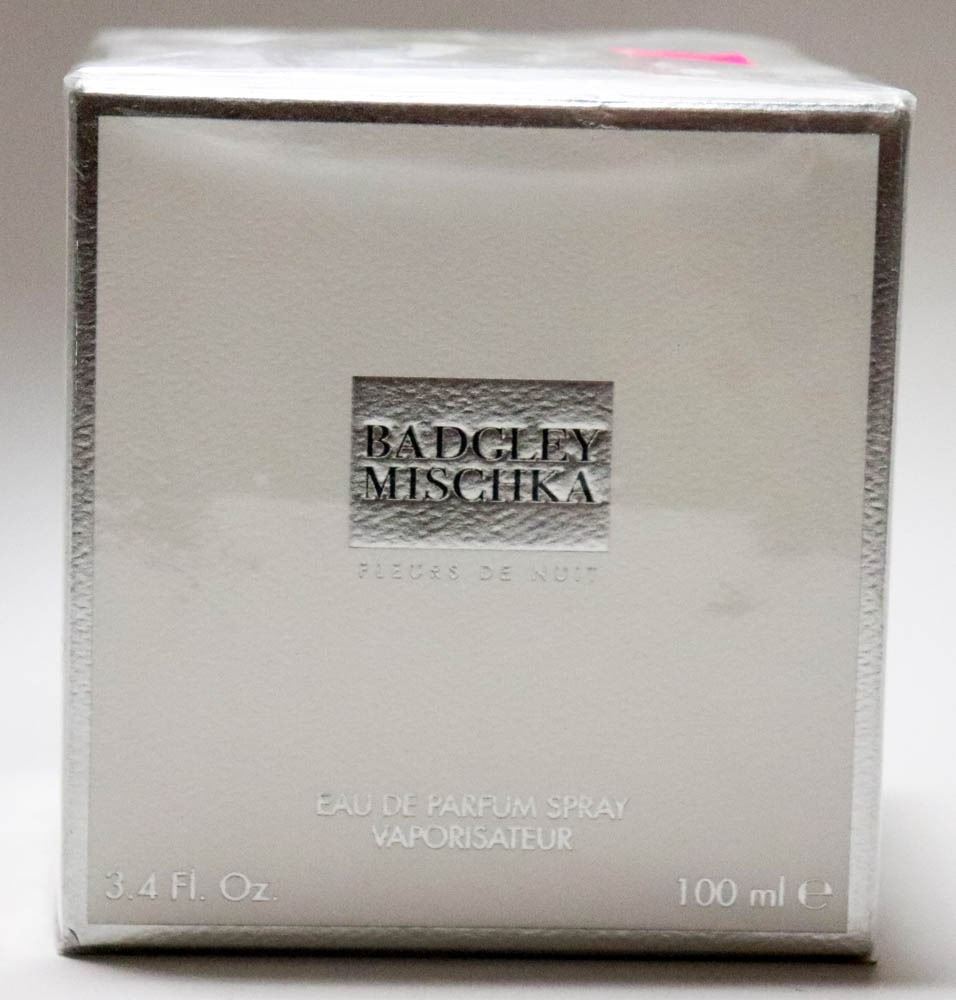 BADGLEY
MISCHKA
FLEURS DE NUIT
EAU DE PARFUM SPRAY
VAPORISATEUR
3.4 Fl. Oz.
100 ml ℮